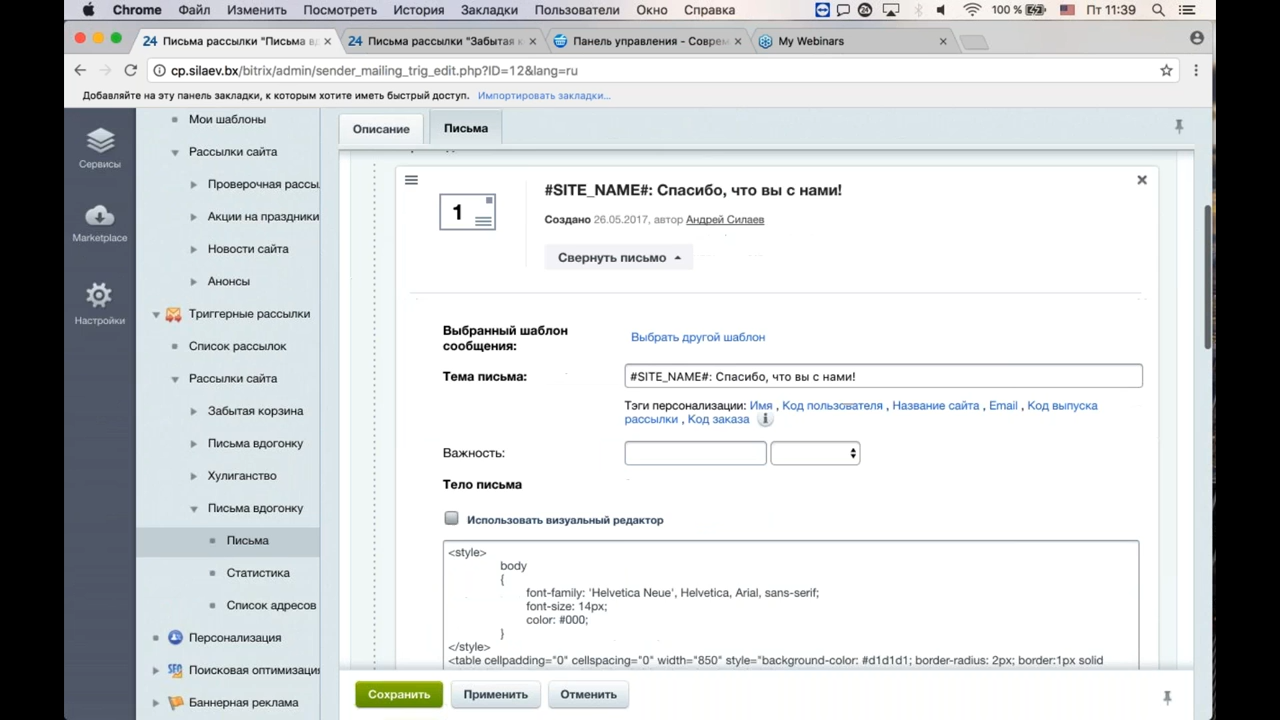 Chrome Файл Изменить Посмотреть История Закладки Пользователи Окно Справка 100 % Пт 11:39
24 Письма рассылки "Письма вд × 24 Письма рассылки "Забытая к × Панель управления - Соврем × My Webinars ×
cp.silaev.bx/bitrix/admin/sender_mailing_trig_edit.php?ID=12&lang=ru
Добавляйте на эту панель закладки, к которым хотите иметь быстрый доступ. Импортировать закладки...
Сервисы
Marketplace
Настройки
Мои шаблоны
Рассылки сайта
Проверочная рассы
Акции на праздники
Новости сайта
Анонсы
Триггерные рассылки
Список рассылок
Рассылки сайта
Забытая корзина
Письма вдогонку
Хулиганство
Письма вдогонку
Письма
Статистика
Список адресов
Персонализация
SEO Поисковая оптимизация
Баннерная реклама
Описание Письма
1
#SITE_NAME#: Спасибо, что вы с нами!
Создано 26.05.2017, автор Андрей Силаев
Свернуть письмо
Выбранный шаблон
сообщения:
Выбрать другой шаблон
Тема письма: #SITE_NAME#: Спасибо, что вы с нами!
Тэги персонализации: Имя , Код пользователя , Название сайта , Email , Код выпуска
рассылки , Код заказа i
Важность:
Тело письма
Использовать визуальный редактор
<style>
body
{
font-family: 'Helvetica Neue', Helvetica, Arial, sans-serif;
font-size: 14px;
color: #000;
}
</style>
<table cellpadding="0" cellspacing="0" width="850" style="background-color: #d1d1d1; border-radius: 2px; border:1px solid
Сохранить Применить Отменить